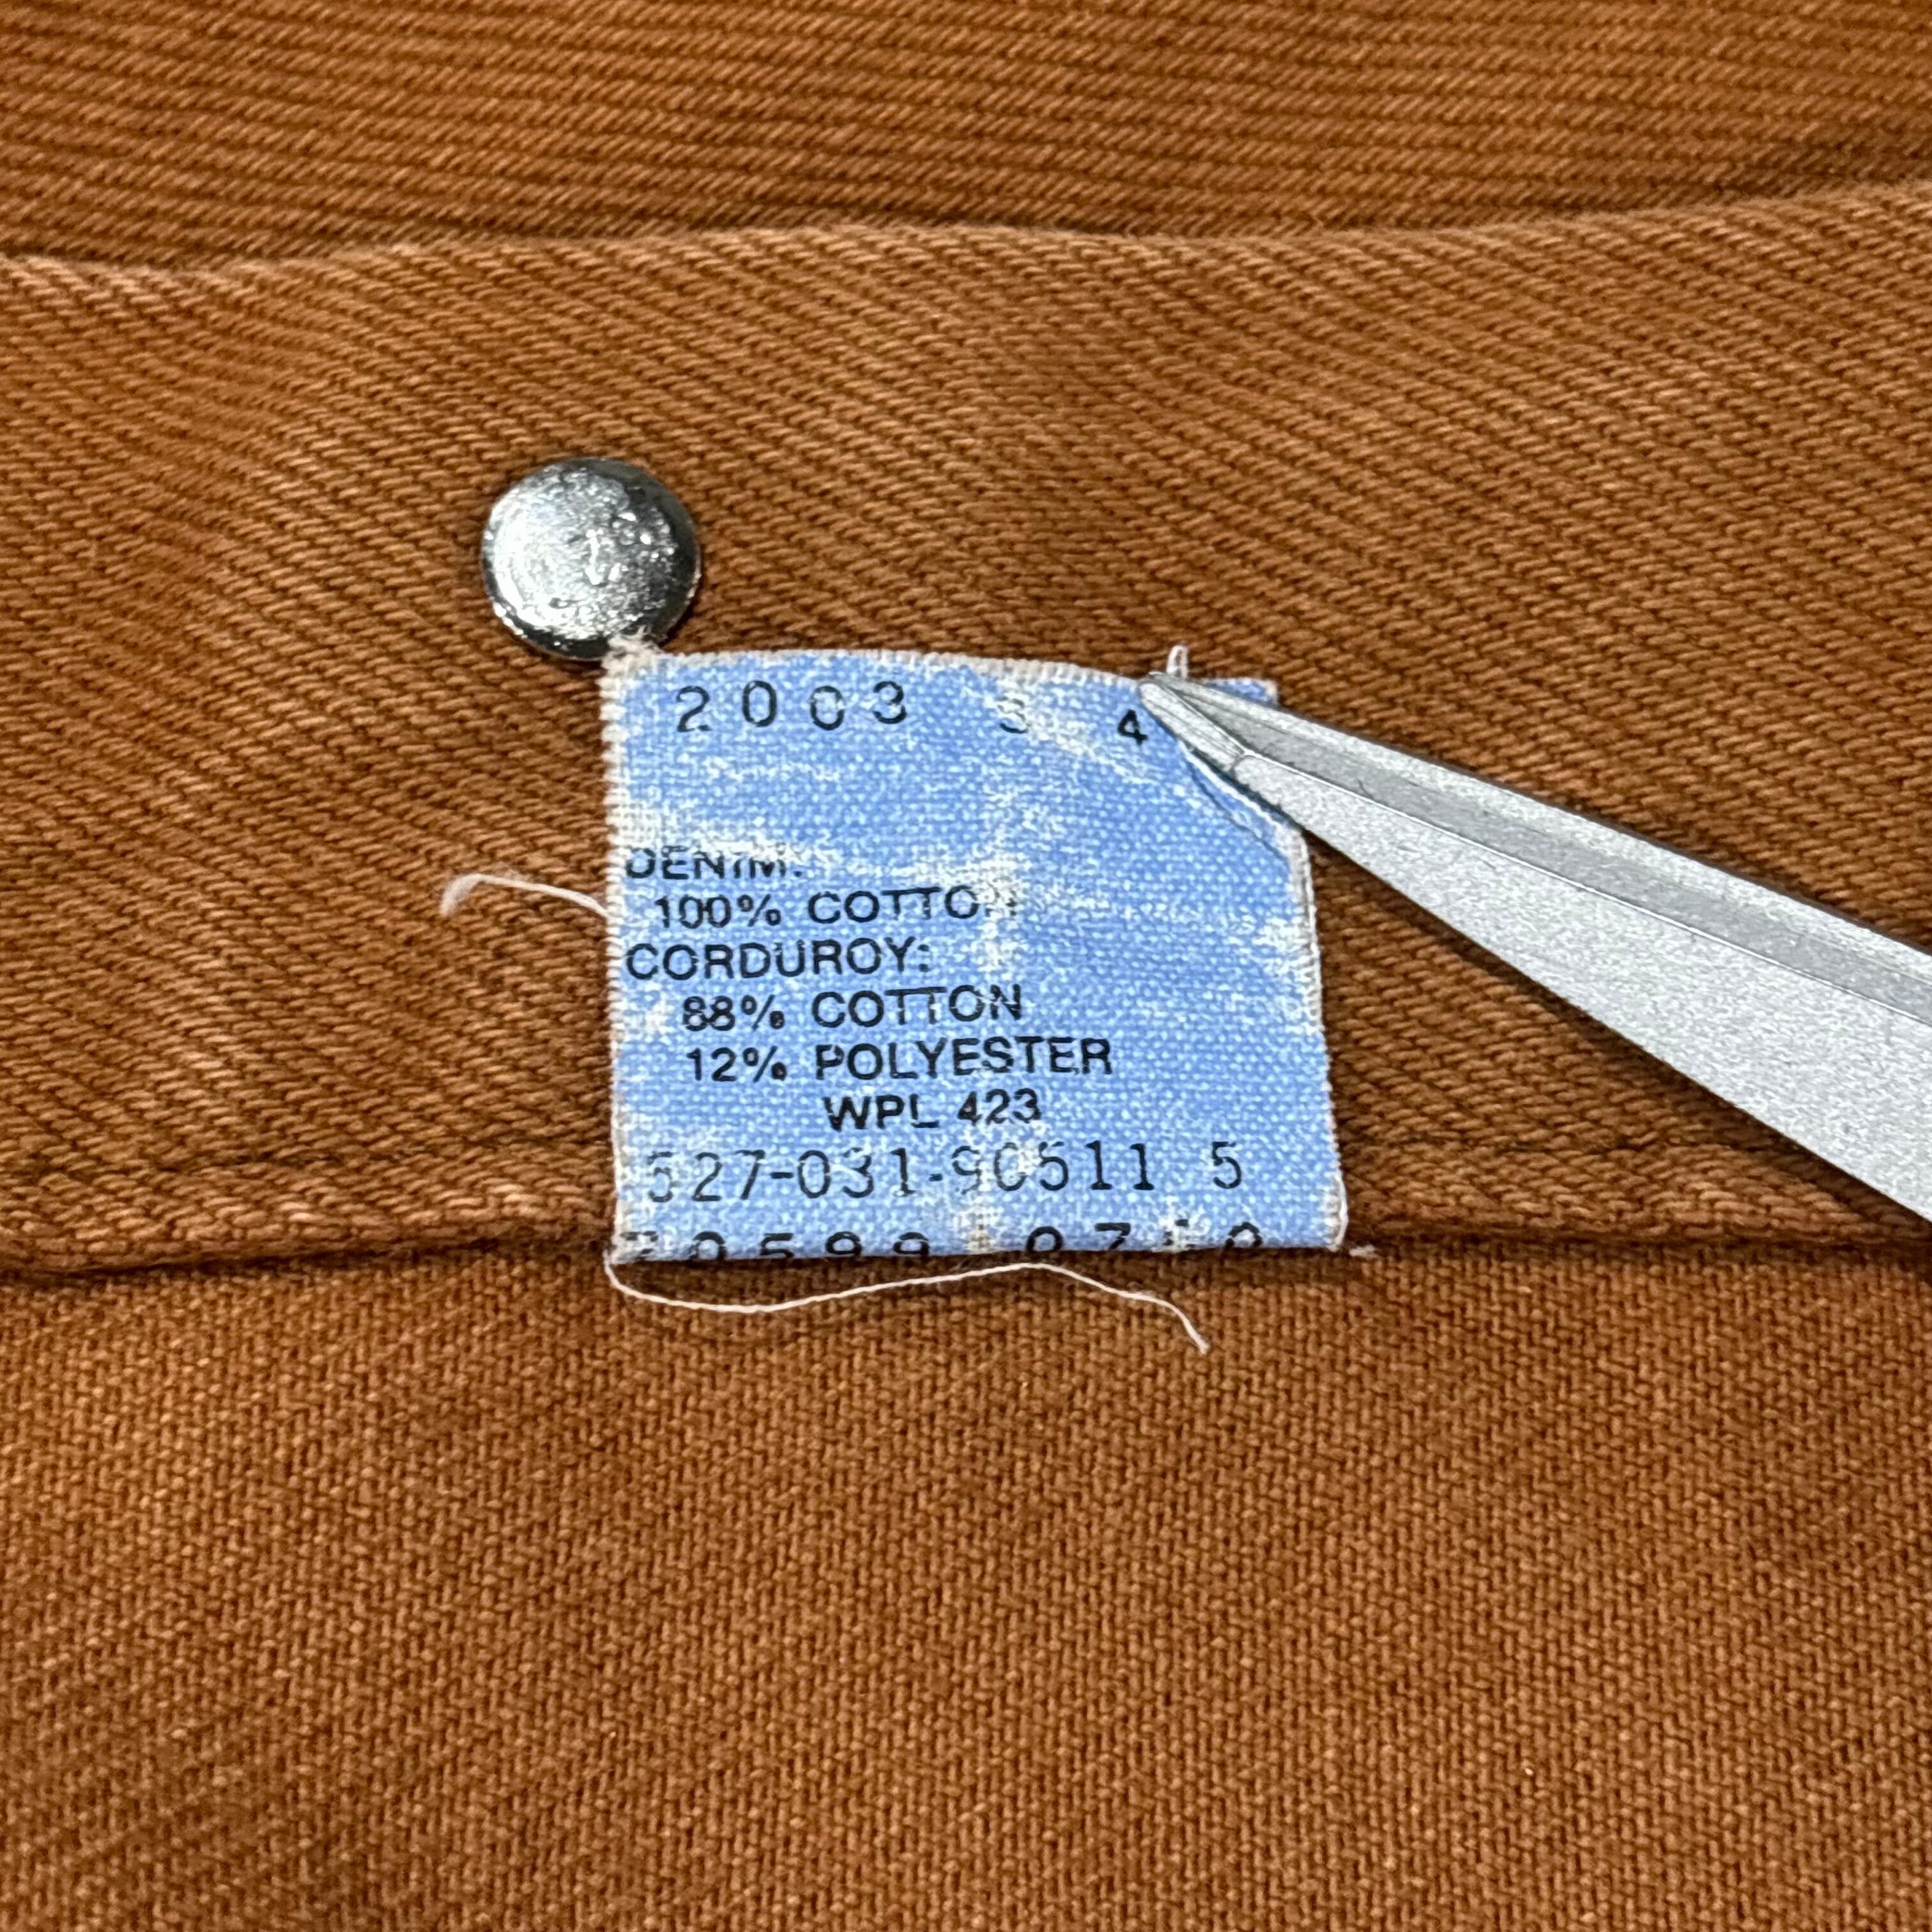 2003 3 4
DENIM:
100% COTTON
CORDUROY:
88% COTTON
12% POLYESTER
WPL 423
527-031-90511 5